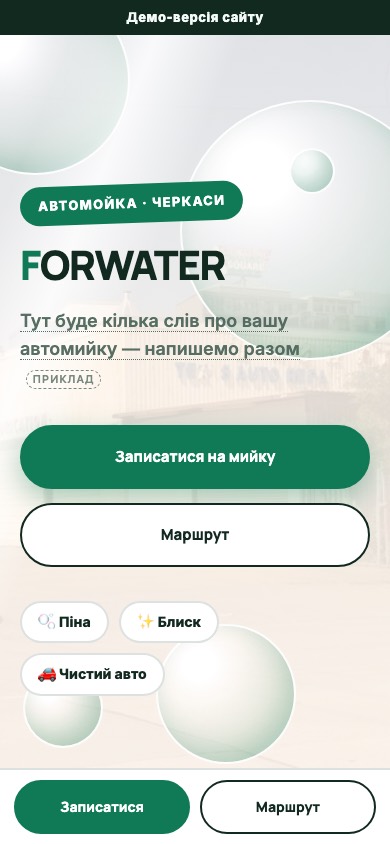 Демо-версія сайту
АВТОМОЙКА · ЧЕРКАСИ
FORWATER
Тут буде кілька слів про вашу
автомийку — напишемо разом
ПРИКЛАД
Записатися на мийку
Маршрут
🫧 Піна
✨ Блиск
🚗 Чистий авто
Записатися
Маршрут